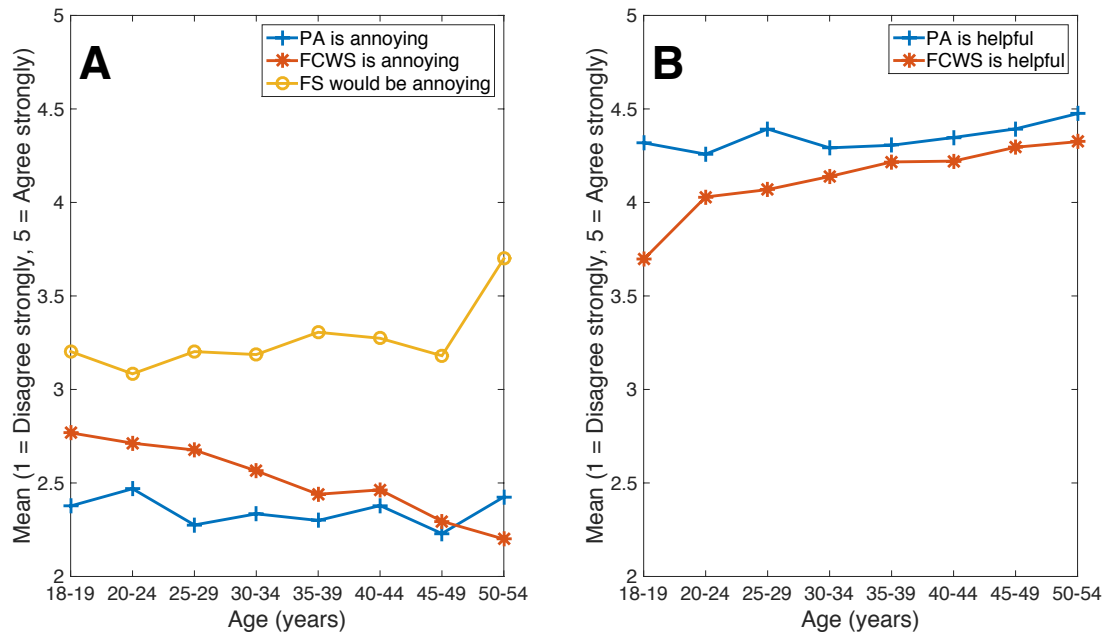 A
PA is annoying
FCWS is annoying
FS would be annoying
Mean (1 = Disagree strongly, 5 = Agree strongly)
5
4.5
4
3.5
3
2.5
2
18-19 20-24 25-29 30-34 35-39 40-44 45-49 50-54
Age (years)
B
PA is helpful
FCWS is helpful
Mean (1 = Disagree strongly, 5 = Agree strongly)
5
4.5
4
3.5
3
2.5
2
18-19 20-24 25-29 30-34 35-39 40-44 45-49 50-54
Age (years)